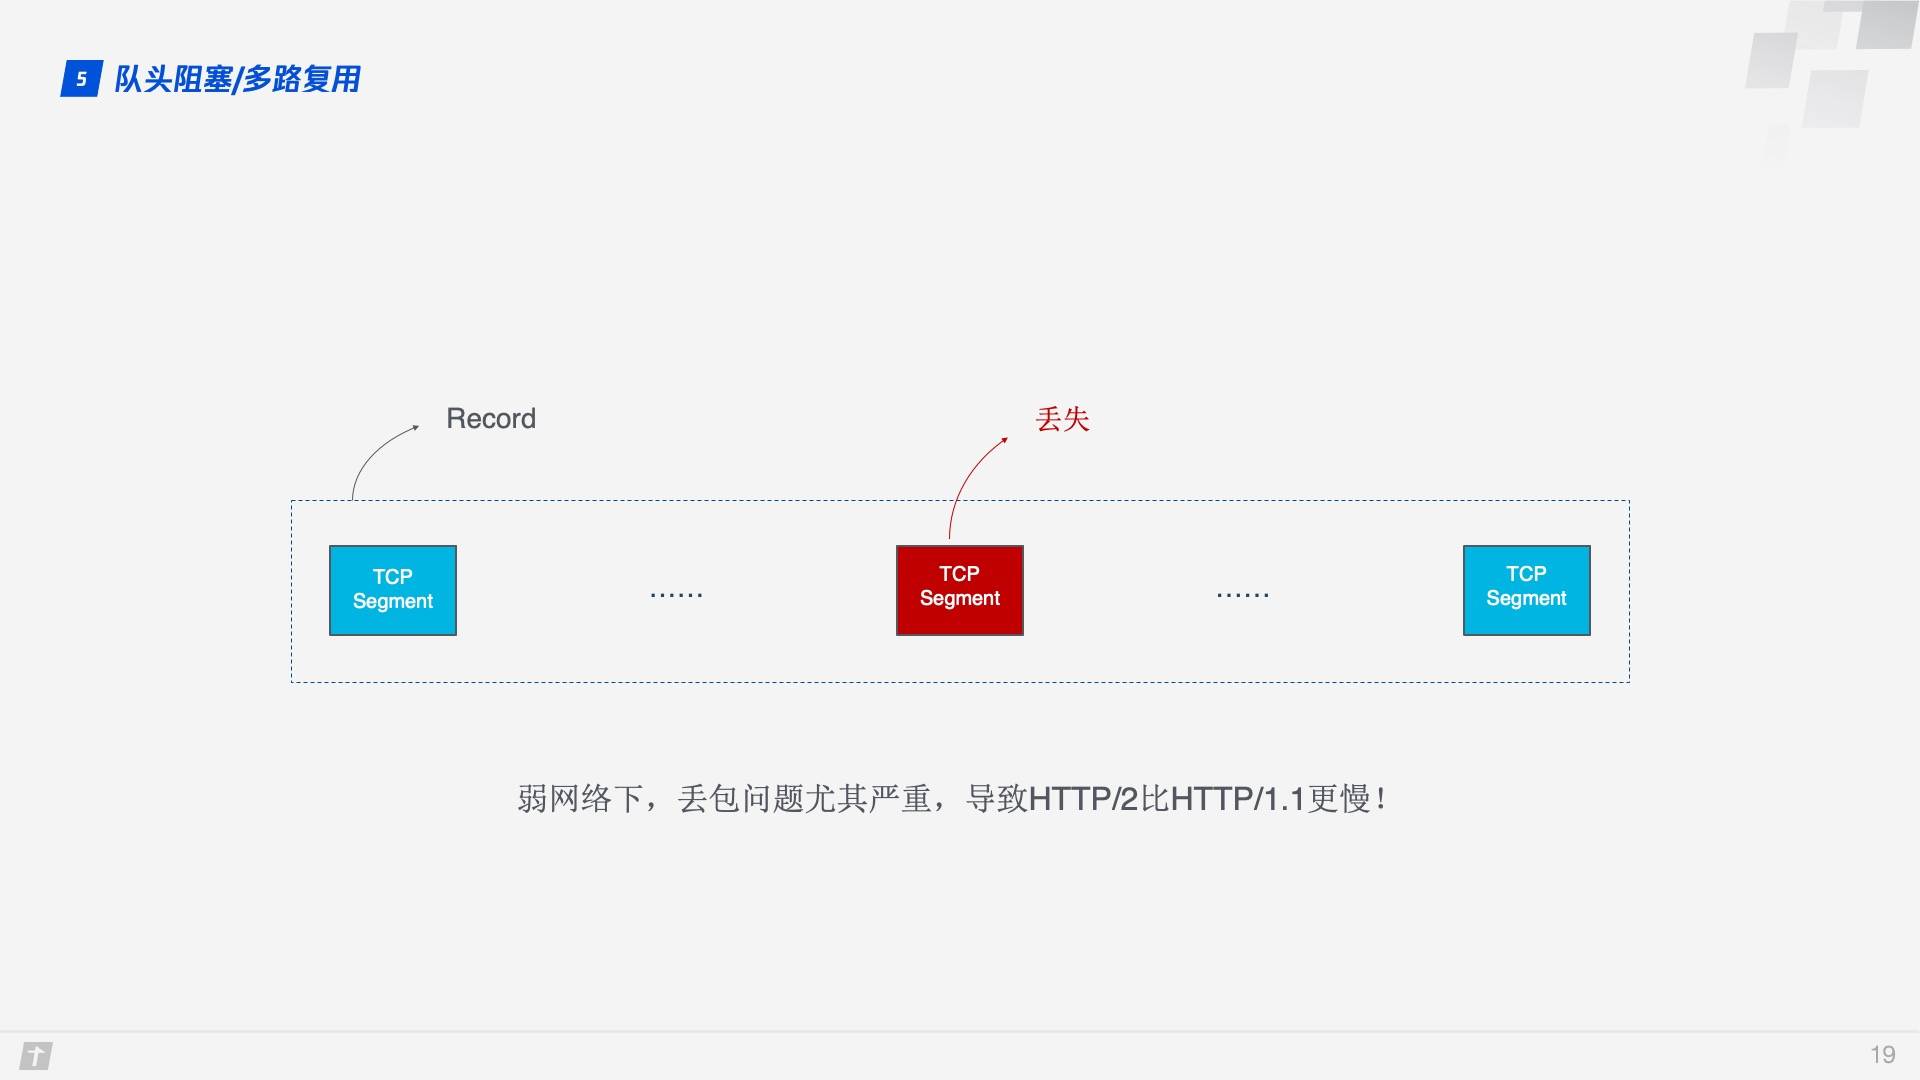 5 队头阻塞/多路复用
Record
丢失
TCP
Segment
......
TCP
Segment
......
TCP
Segment
弱网络下，丢包问题尤其严重，导致HTTP/2比HTTP/1.1更慢！
19